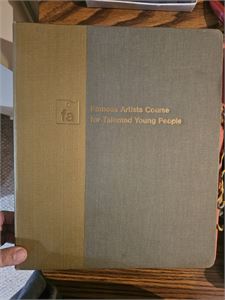 fa
Famous Artists Course
for Talented Young People